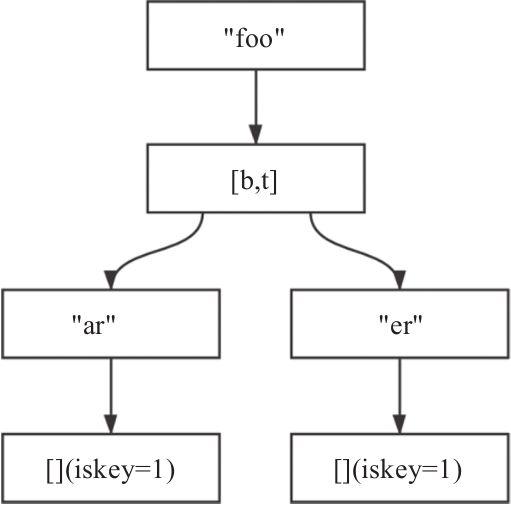 "foo"
[b,t]
"ar"
"er"
[](iskey=1)
[](iskey=1)